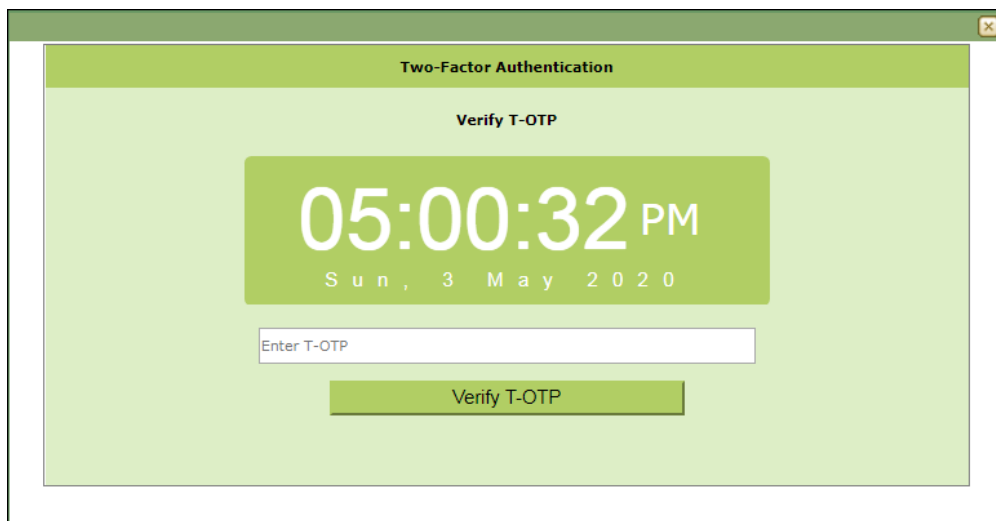 Two-Factor Authentication
Verify T-OTP
05:00:32 PM
Sun, 3 May 2020
Enter T-OTP
Verify T-OTP